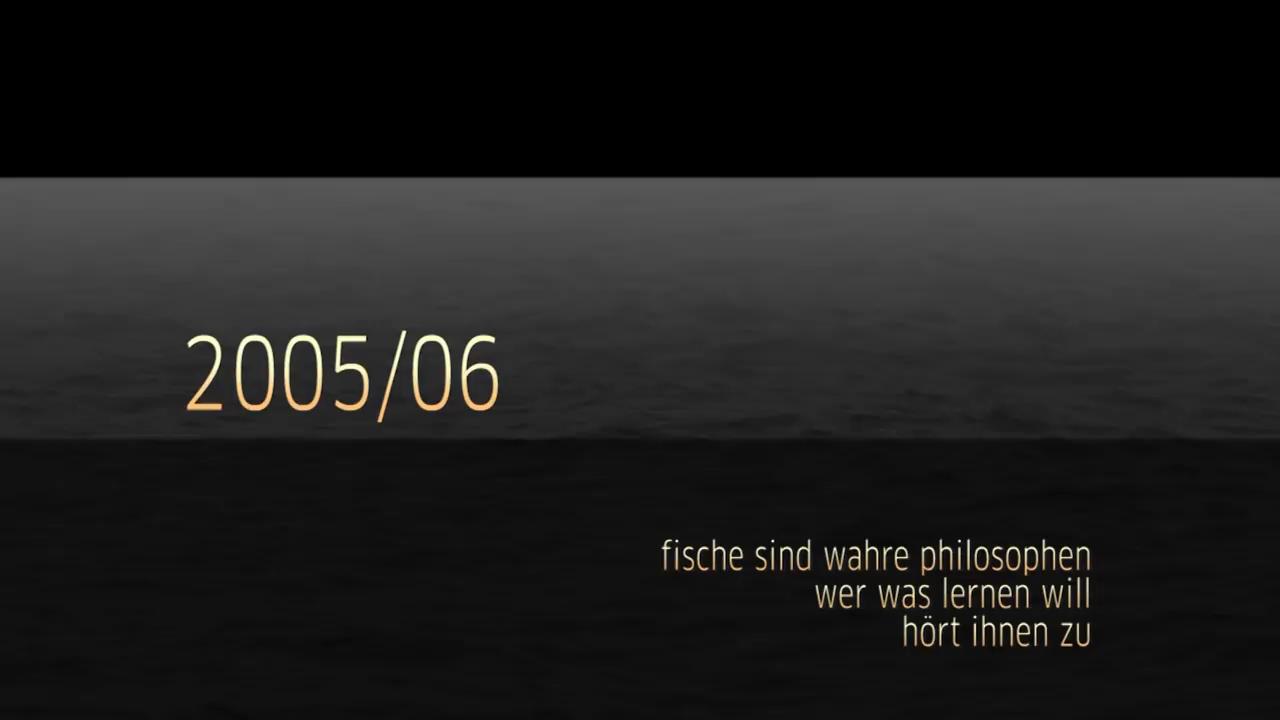 2005/06
fische sind wahre philosophen
wer was lernen will
hört ihnen zu